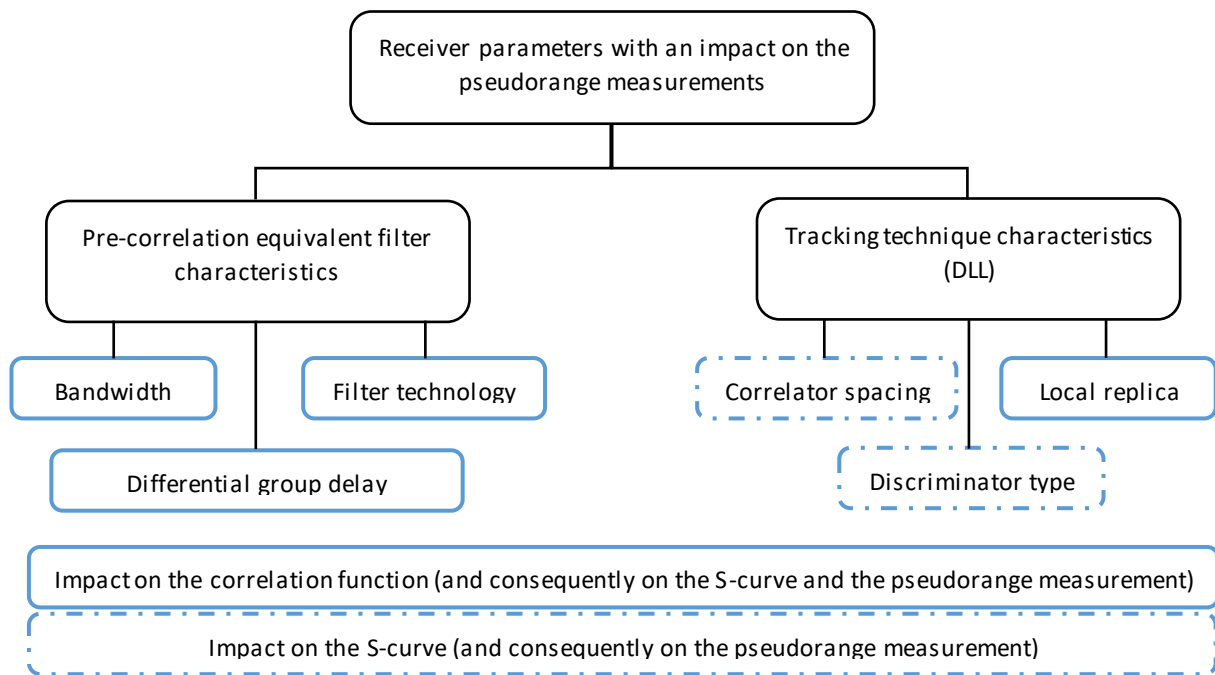 Receiver parameters with an impact on the
pseudorange measurements
Pre-correlation equivalent filter
characteristics
Tracking technique characteristics
(DLL)
Bandwidth
Filter technology
Correlator spacing
Local replica
Differential group delay
Discriminator type
Impact on the correlation function (and consequently on the S-curve and the pseudorange measurement)
Impact on the S-curve (and consequently on the pseudorange measurement)